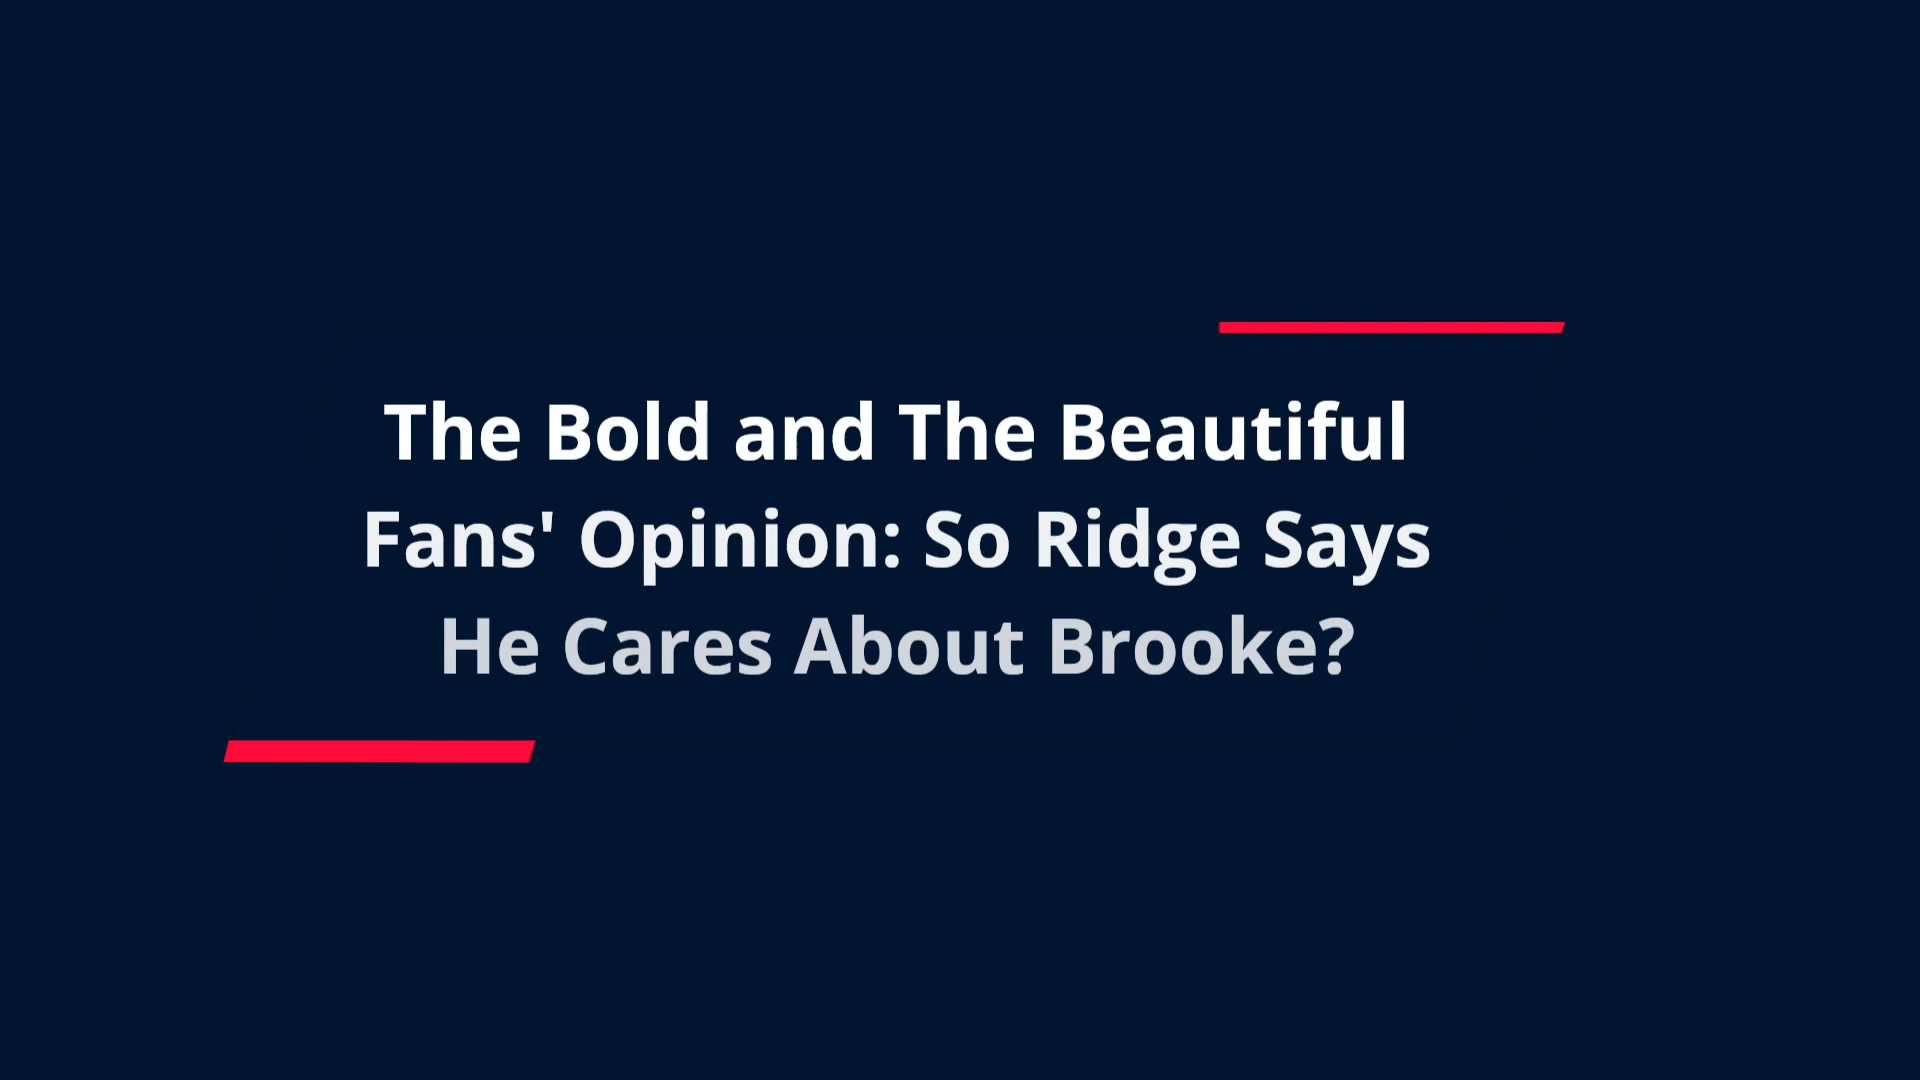 The Bold and The Beautiful
Fans' Opinion: So Ridge Says
He Cares About Brooke?